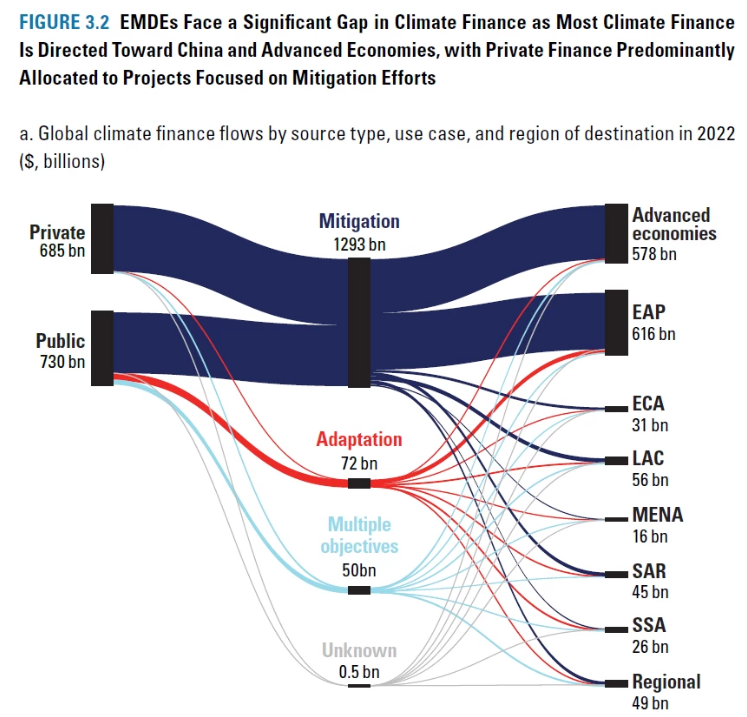 FIGURE 3.2 EMDEs Face a Significant Gap in Climate Finance as Most Climate Finance
Is Directed Toward China and Advanced Economies, with Private Finance Predominantly
Allocated to Projects Focused on Mitigation Efforts
a. Global climate finance flows by source type, use case, and region of destination in 2022
($, billions)
Private
685 bn
Public
730 bn
Mitigation
1293 bn
Adaptation
72 bn
Multiple
objectives
50bn
Unknown
0.5 bn
Advanced
economies
578 bn
EAP
616 bn
ECA
31 bn
LAC
56 bn
MENA
16 bn
SAR
45 bn
SSA
26 bn
Regional
49 bn